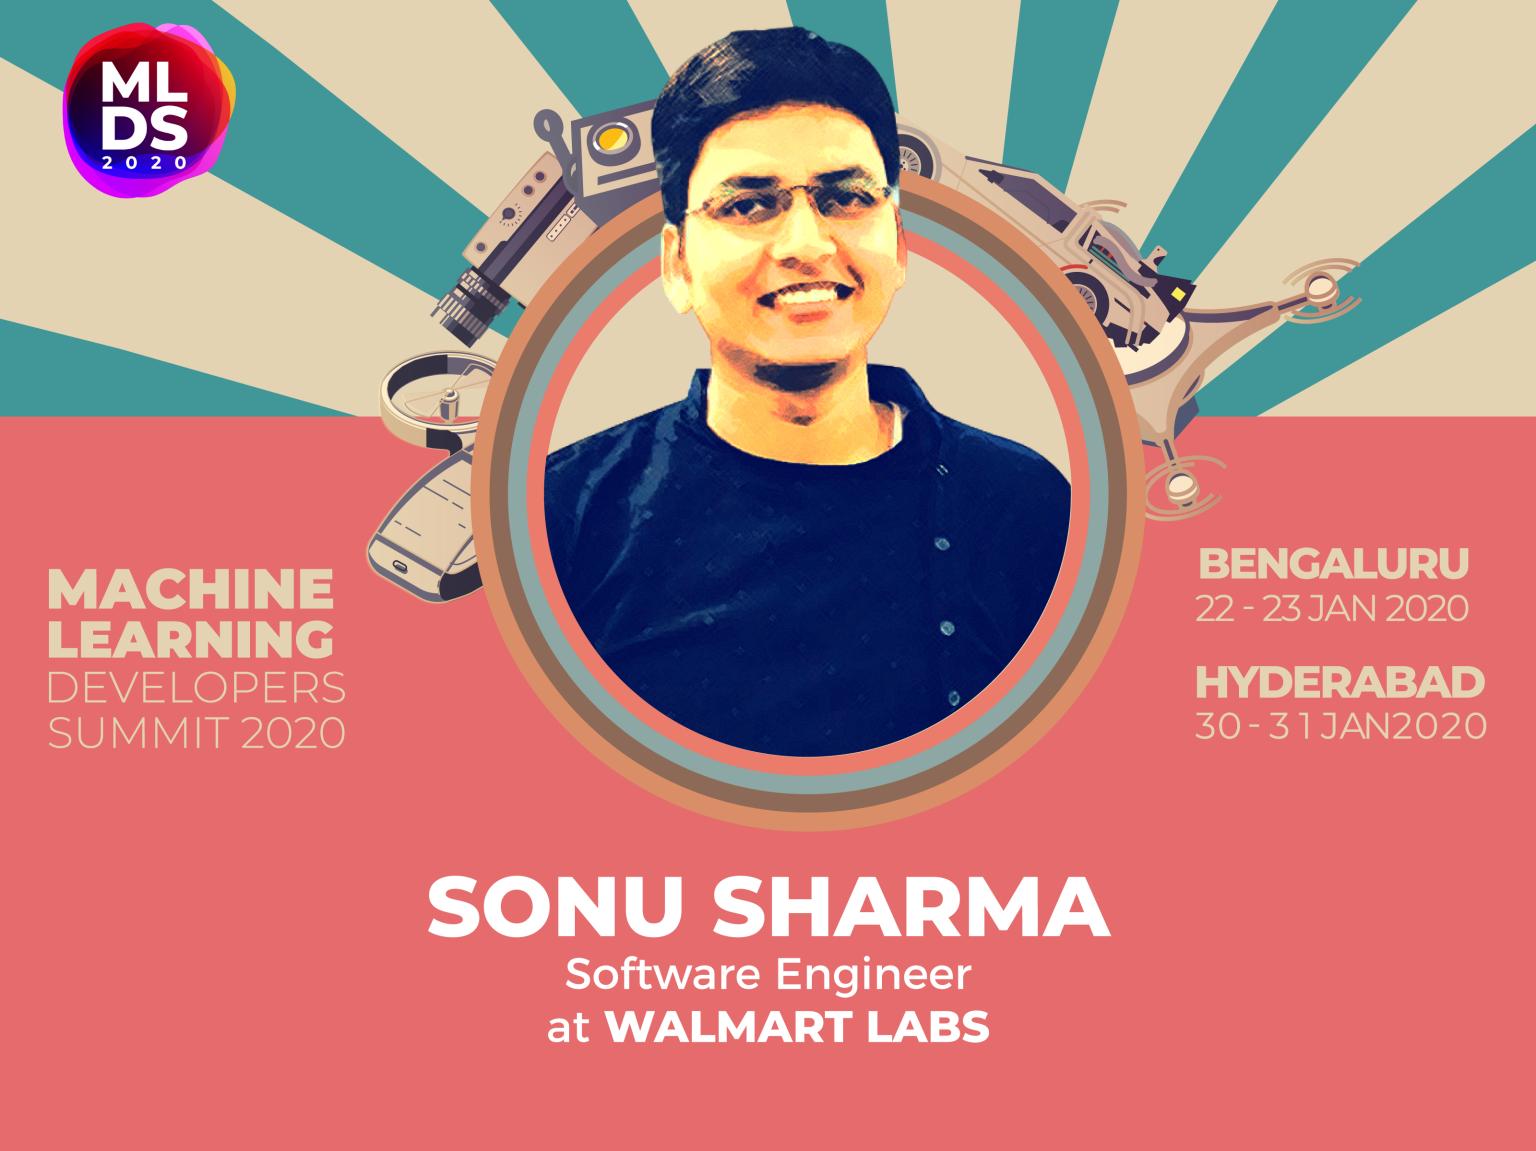 ML
DS
2020
MACHINE
LEARNING
DEVELOPERS
SUMMIT 2020
BENGALURU
22 - 23 JAN 2020
HYDERABAD
30 - 31 JAN2020
SONU SHARMA
Software Engineer
at WALMART LABS